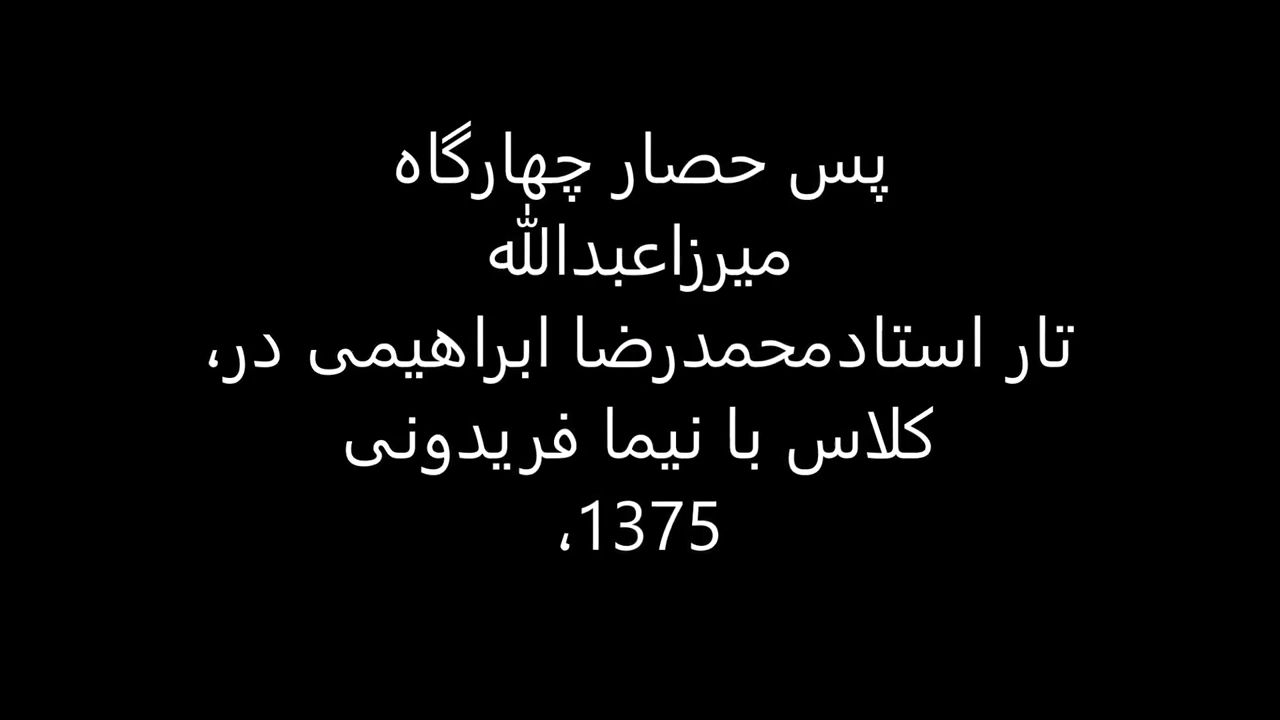 پس حصار چهارگاه
میرزاعبدالله
تار استادمحمدرضا ابراهیمی در،
کلاس با نیما فریدونی
1375،